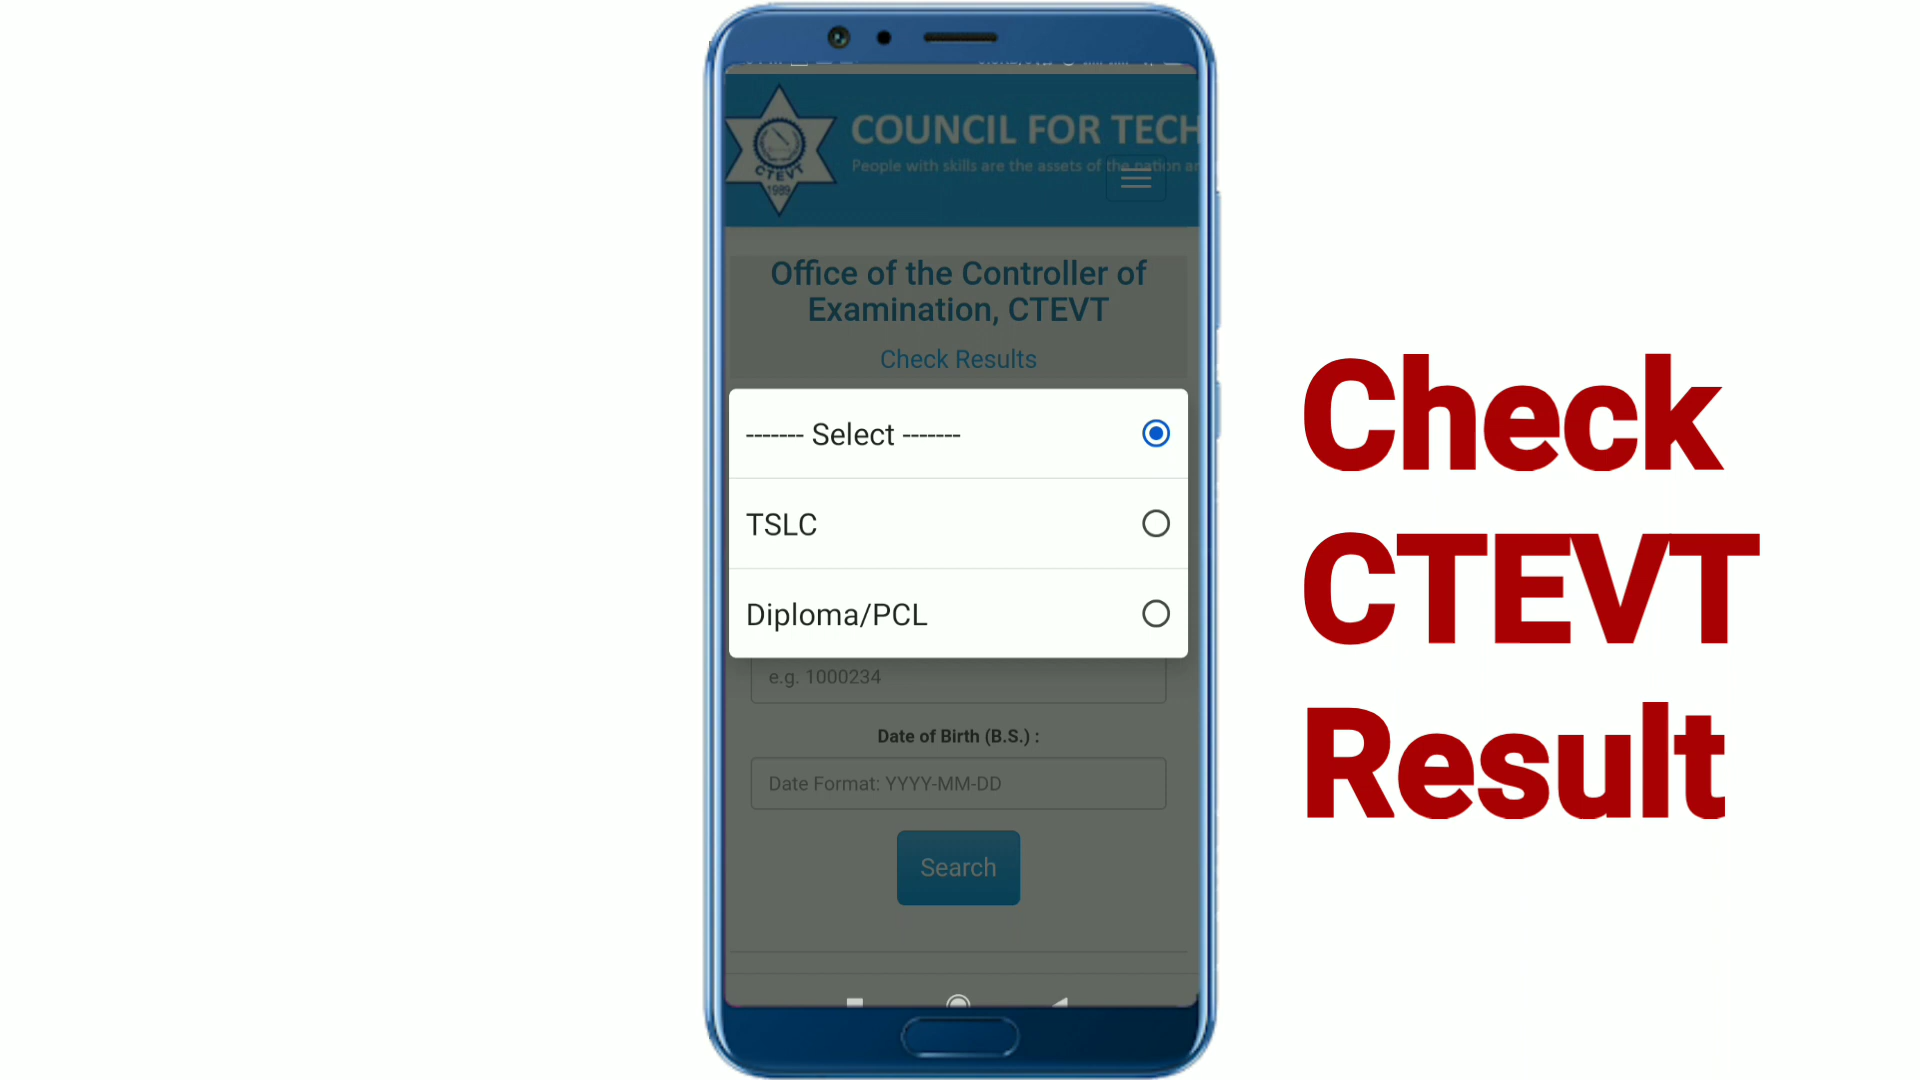 COUNCIL FOR TECH
People with skills are the assets of the nation
CTEVT
1989
Office of the Controller of
Examination, CTEVT
Check Results
------- Select -------
TSLC
Diploma/PCL
e.g. 1000234
Date of Birth (B.S.) :
Date Format: YYYY-MM-DD
Search
Check
CTEVT
Result